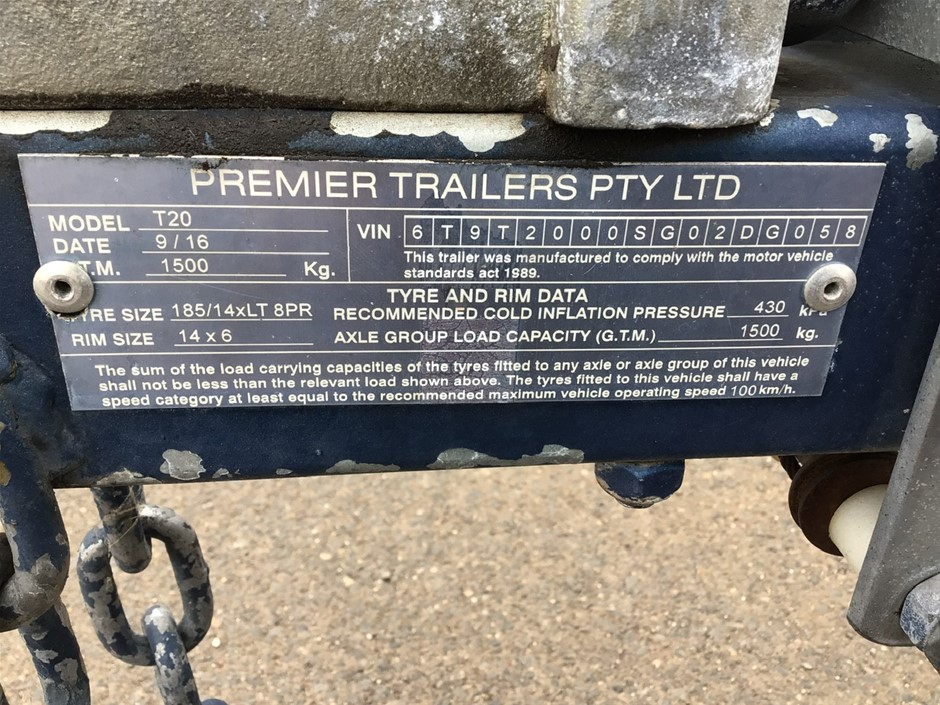 PREMIER TRAILERS PTY LTD
MODEL T20
DATE 9 / 16
.T.M. 1500 Kg.
VIN 6T9T2000SG02DG058
This trailer was manufactured to comply with the motor vehicle
standards act 1989.
TYRE AND RIM DATA
TYRE SIZE 185/14xLT 8PR RECOMMENDED COLD INFLATION PRESSURE 430 kPa
RIM SIZE 14 x 6 AXLE GROUP LOAD CAPACITY (G.T.M.) 1500 kg.
The sum of the load carrying capacities of the tyres fitted to any axle or axle group of this vehicle
shall not be less than the relevant load shown above. The tyres fitted to this vehicle shall have a
speed category at least equal to the recommended maximum vehicle operating speed 100 km/h.